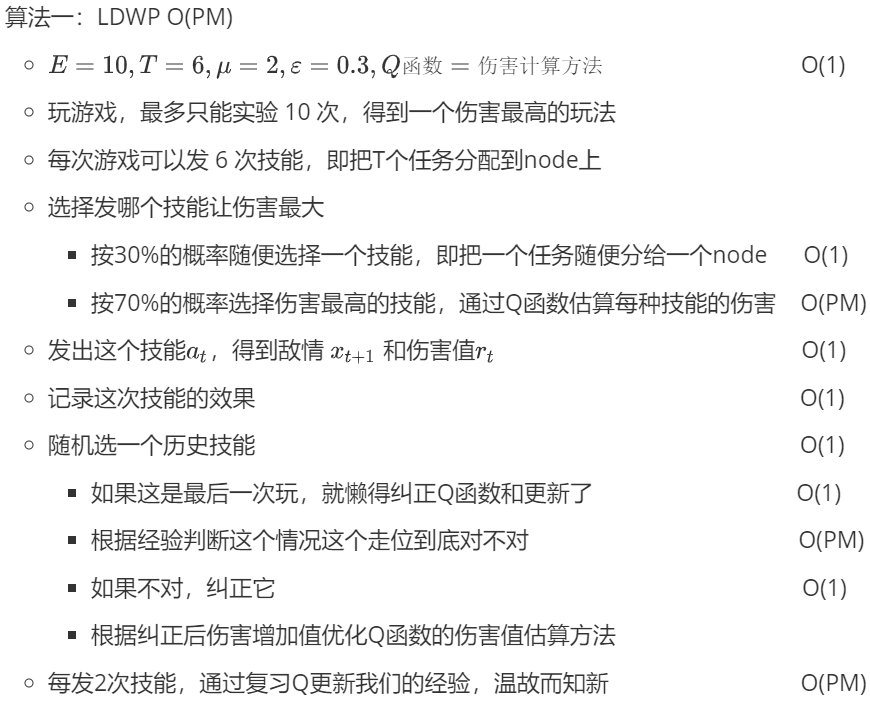 算法一：LDWP O(PM)
E = 10, T = 6, μ = 2, ε = 0.3, Q函数 = 伤害计算方法 O(1)
玩游戏，最多只能实验 10 次，得到一个伤害最高的玩法
每次游戏可以发 6 次技能，即把T个任务分配到node上
选择发哪个技能让伤害最大
按30%的概率随便选择一个技能，即把一个任务随便分给一个node O(1)
按70%的概率选择伤害最高的技能，通过Q函数估算每种技能的伤害 O(PM)
发出这个技能aₜ，得到敌情 xₜ₊₁ 和伤害值rₜ O(1)
记录这次技能的效果 O(1)
随机选一个历史技能 O(1)
如果这是最后一次玩，就懒得纠正Q函数和更新了 O(1)
根据经验判断这个情况这个走位到底对不对 O(PM)
如果不对，纠正它 O(1)
根据纠正后伤害增加值优化Q函数的伤害值估算方法
每发2次技能，通过复习Q更新我们的经验，温故而知新 O(PM)